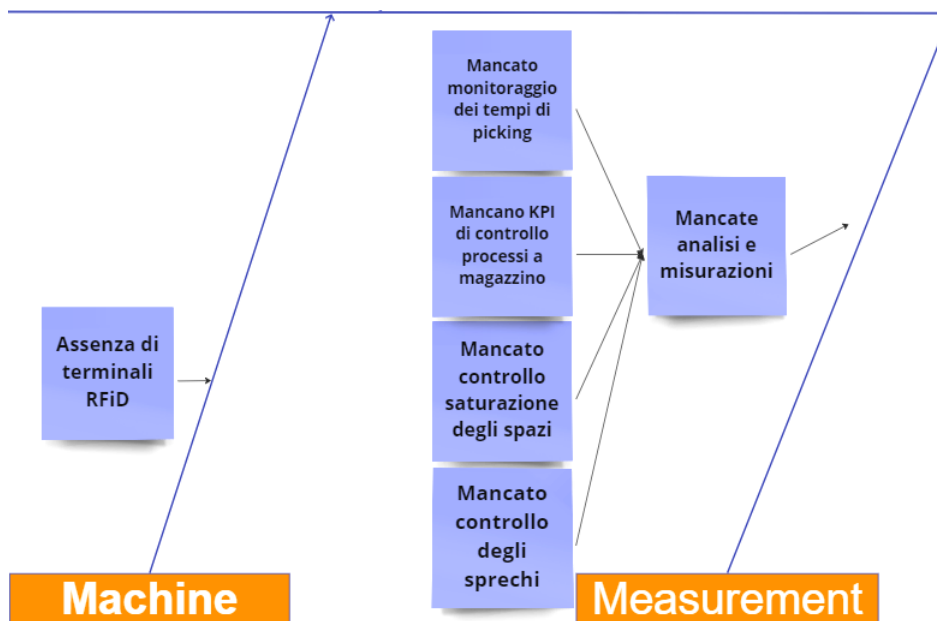 Mancato
monitoraggio
dei tempi di
picking
Mancano KPI
di controllo
processi a
magazzino
Mancate
analisi e
misurazioni
Assenza di
terminali
RFiD
Mancato
controllo
saturazione
degli spazi
Mancato
controllo
degli
sprechi
Machine
Measurement